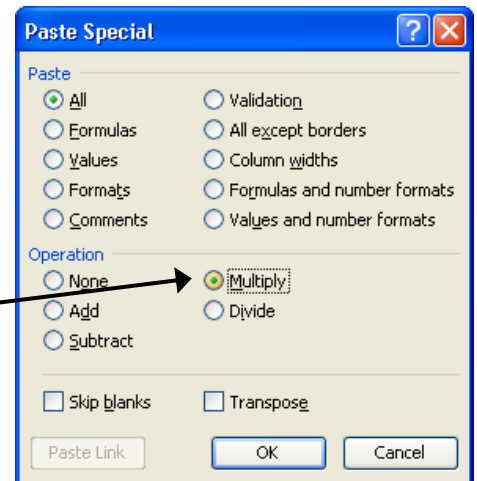 Paste Special
Paste
All
Validation
Formulas
All except borders
Values
Column widths
Formats
Formulas and number formats
Comments
Values and number formats
Operation
None
Multiply
Add
Divide
Subtract
Skip blanks
Transpose
Paste Link
OK
Cancel